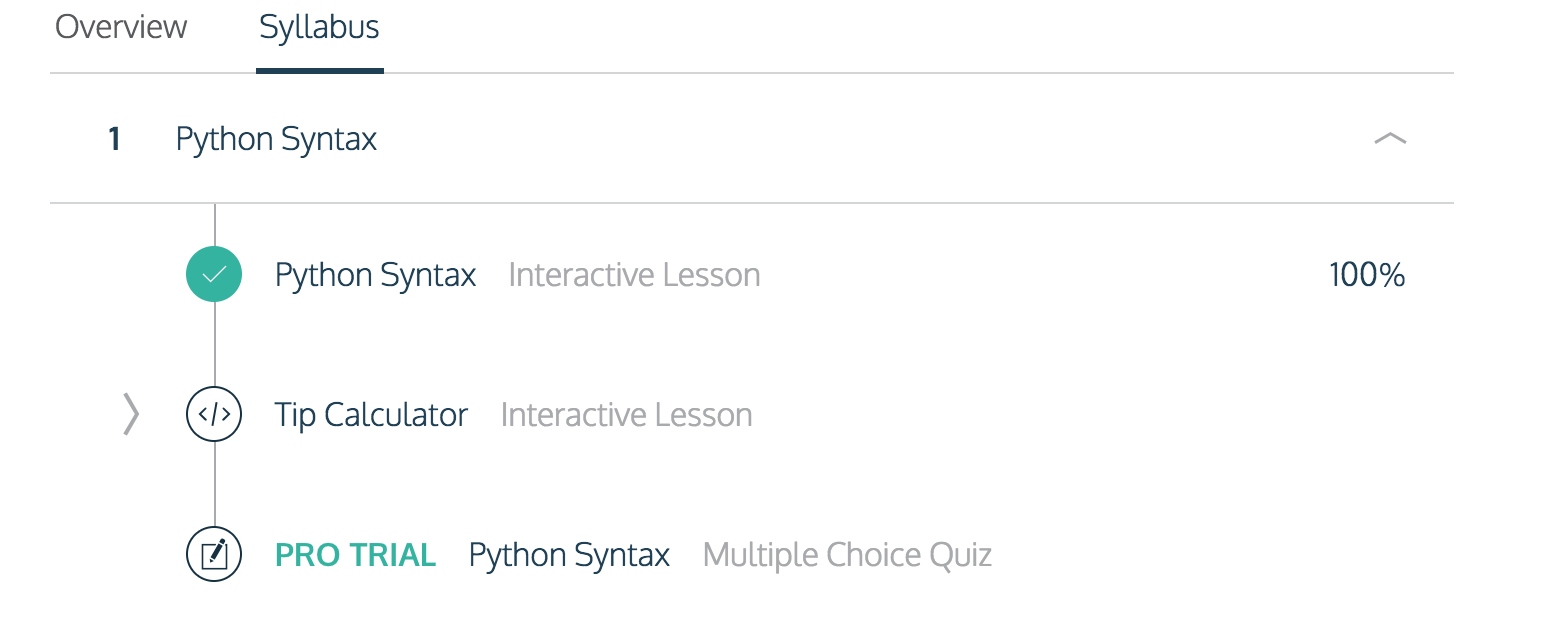 Overview Syllabus
1 Python Syntax
Python Syntax Interactive Lesson 100%
</> Tip Calculator Interactive Lesson
PRO TRIAL Python Syntax Multiple Choice Quiz